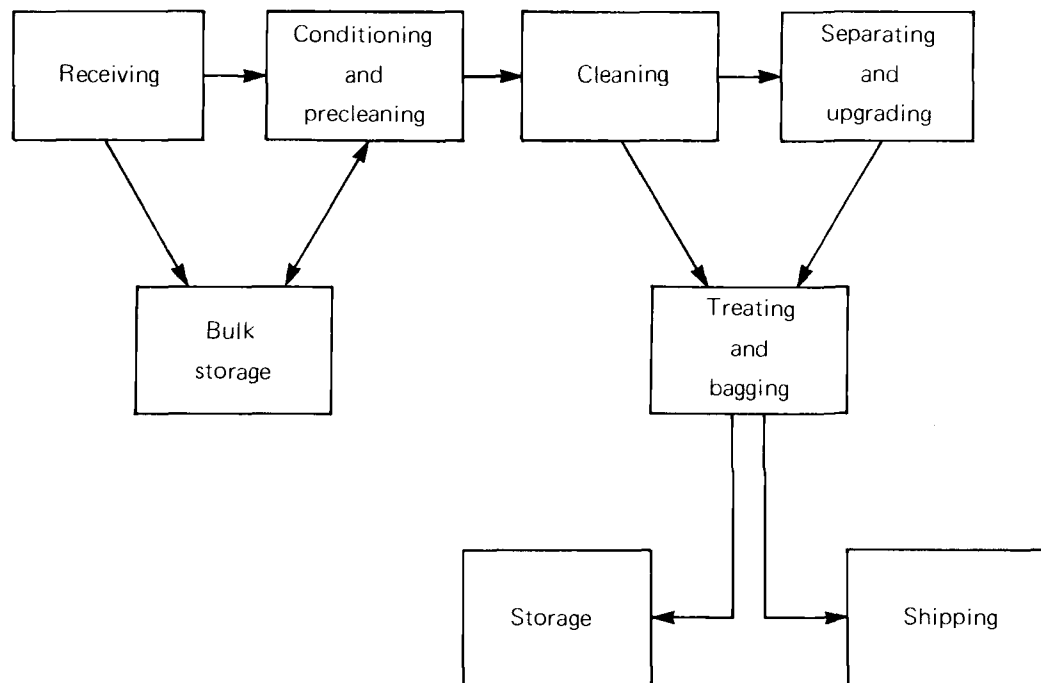 Receiving
Conditioning
and
precleaning
Cleaning
Separating
and
upgrading
Bulk
storage
Treating
and
bagging
Storage
Shipping